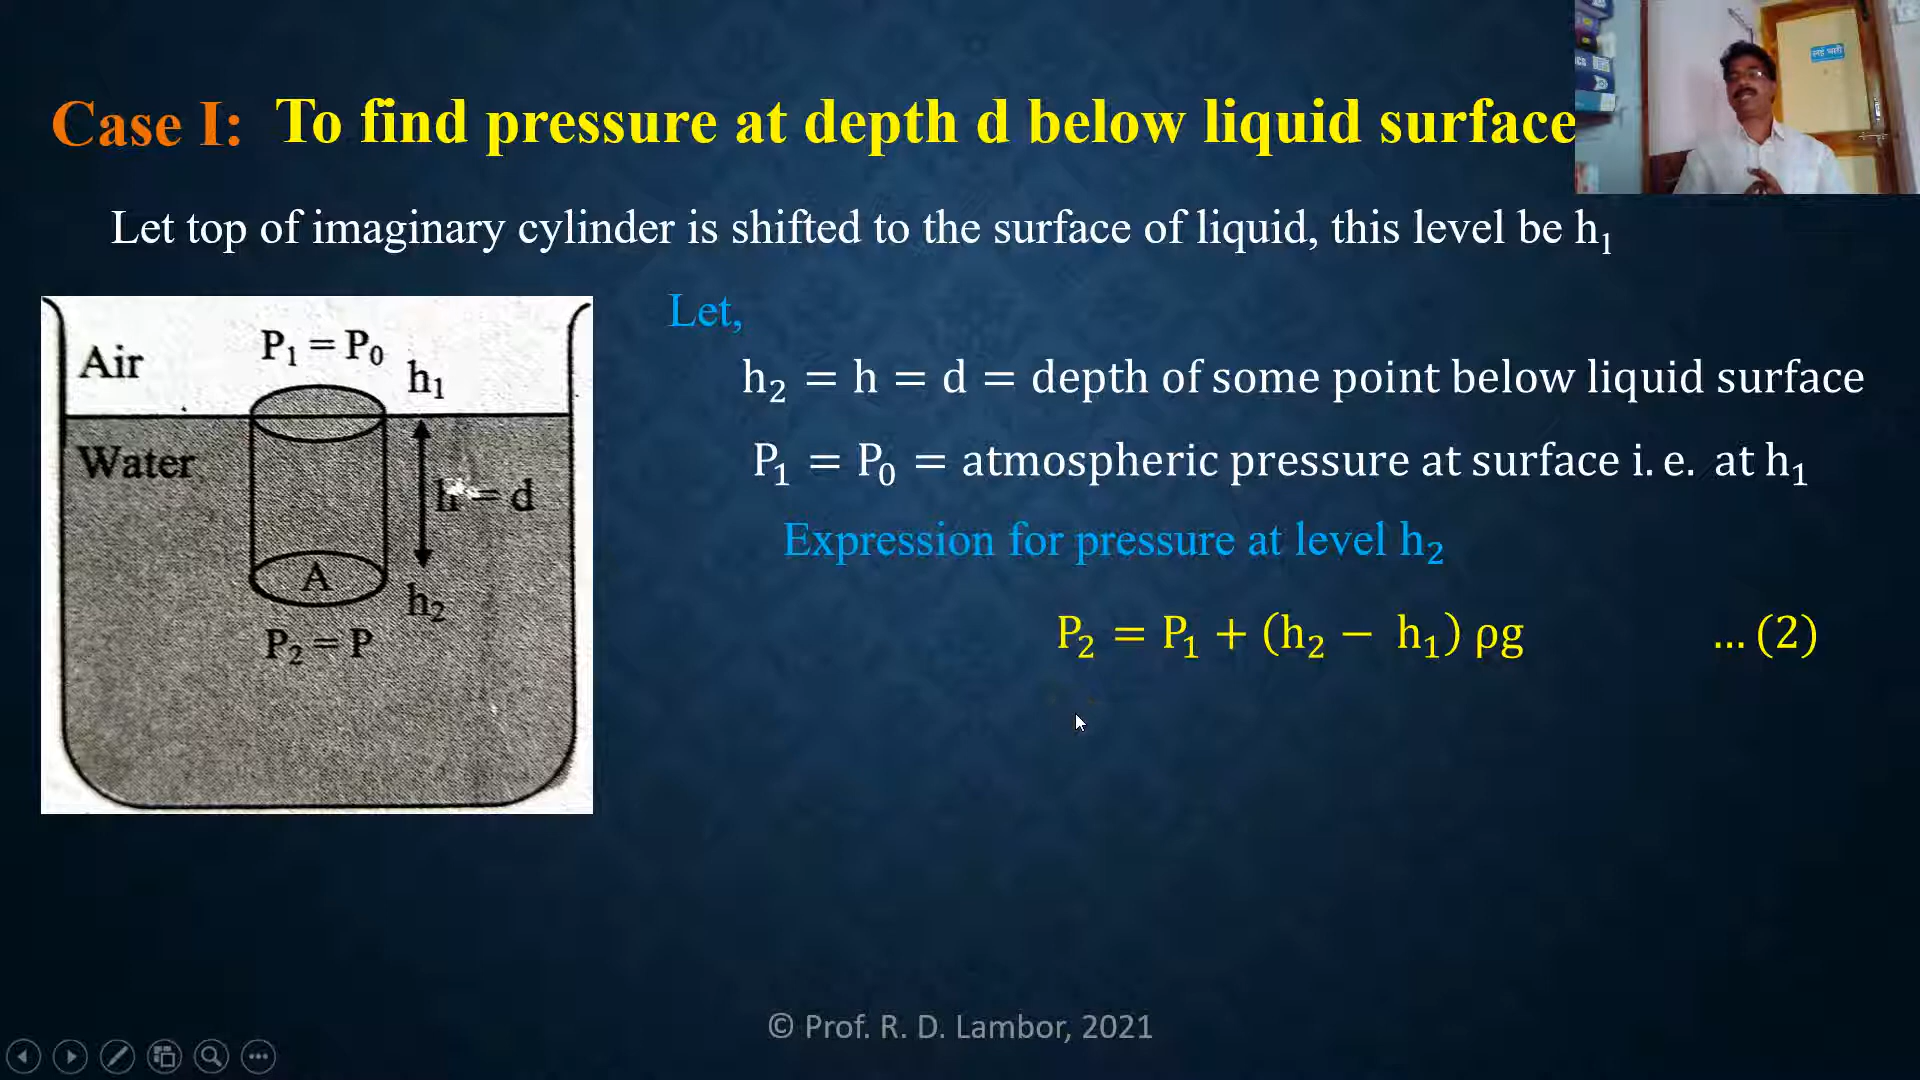 Case I: To find pressure at depth d below liquid surface
Let top of imaginary cylinder is shifted to the surface of liquid, this level be h₁
Let,
h₂ = h = d = depth of some point below liquid surface
P₁ = P₀ = atmospheric pressure at surface i. e. at h₁
Expression for pressure at level h₂
P₂ = P₁ + (h₂ − h₁) ρg ... (2)
P₁ = P₀
Air
h₁
Water
h = d
A
h₂
P₂ = P
© Prof. R. D. Lambor, 2021